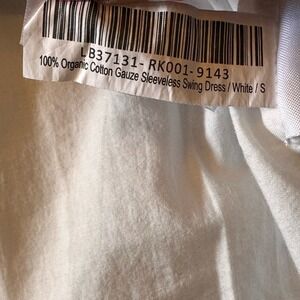 LB37131-RK001-9143
100% Organic Cotton Gauze Sleeveless Swing Dress / White / S